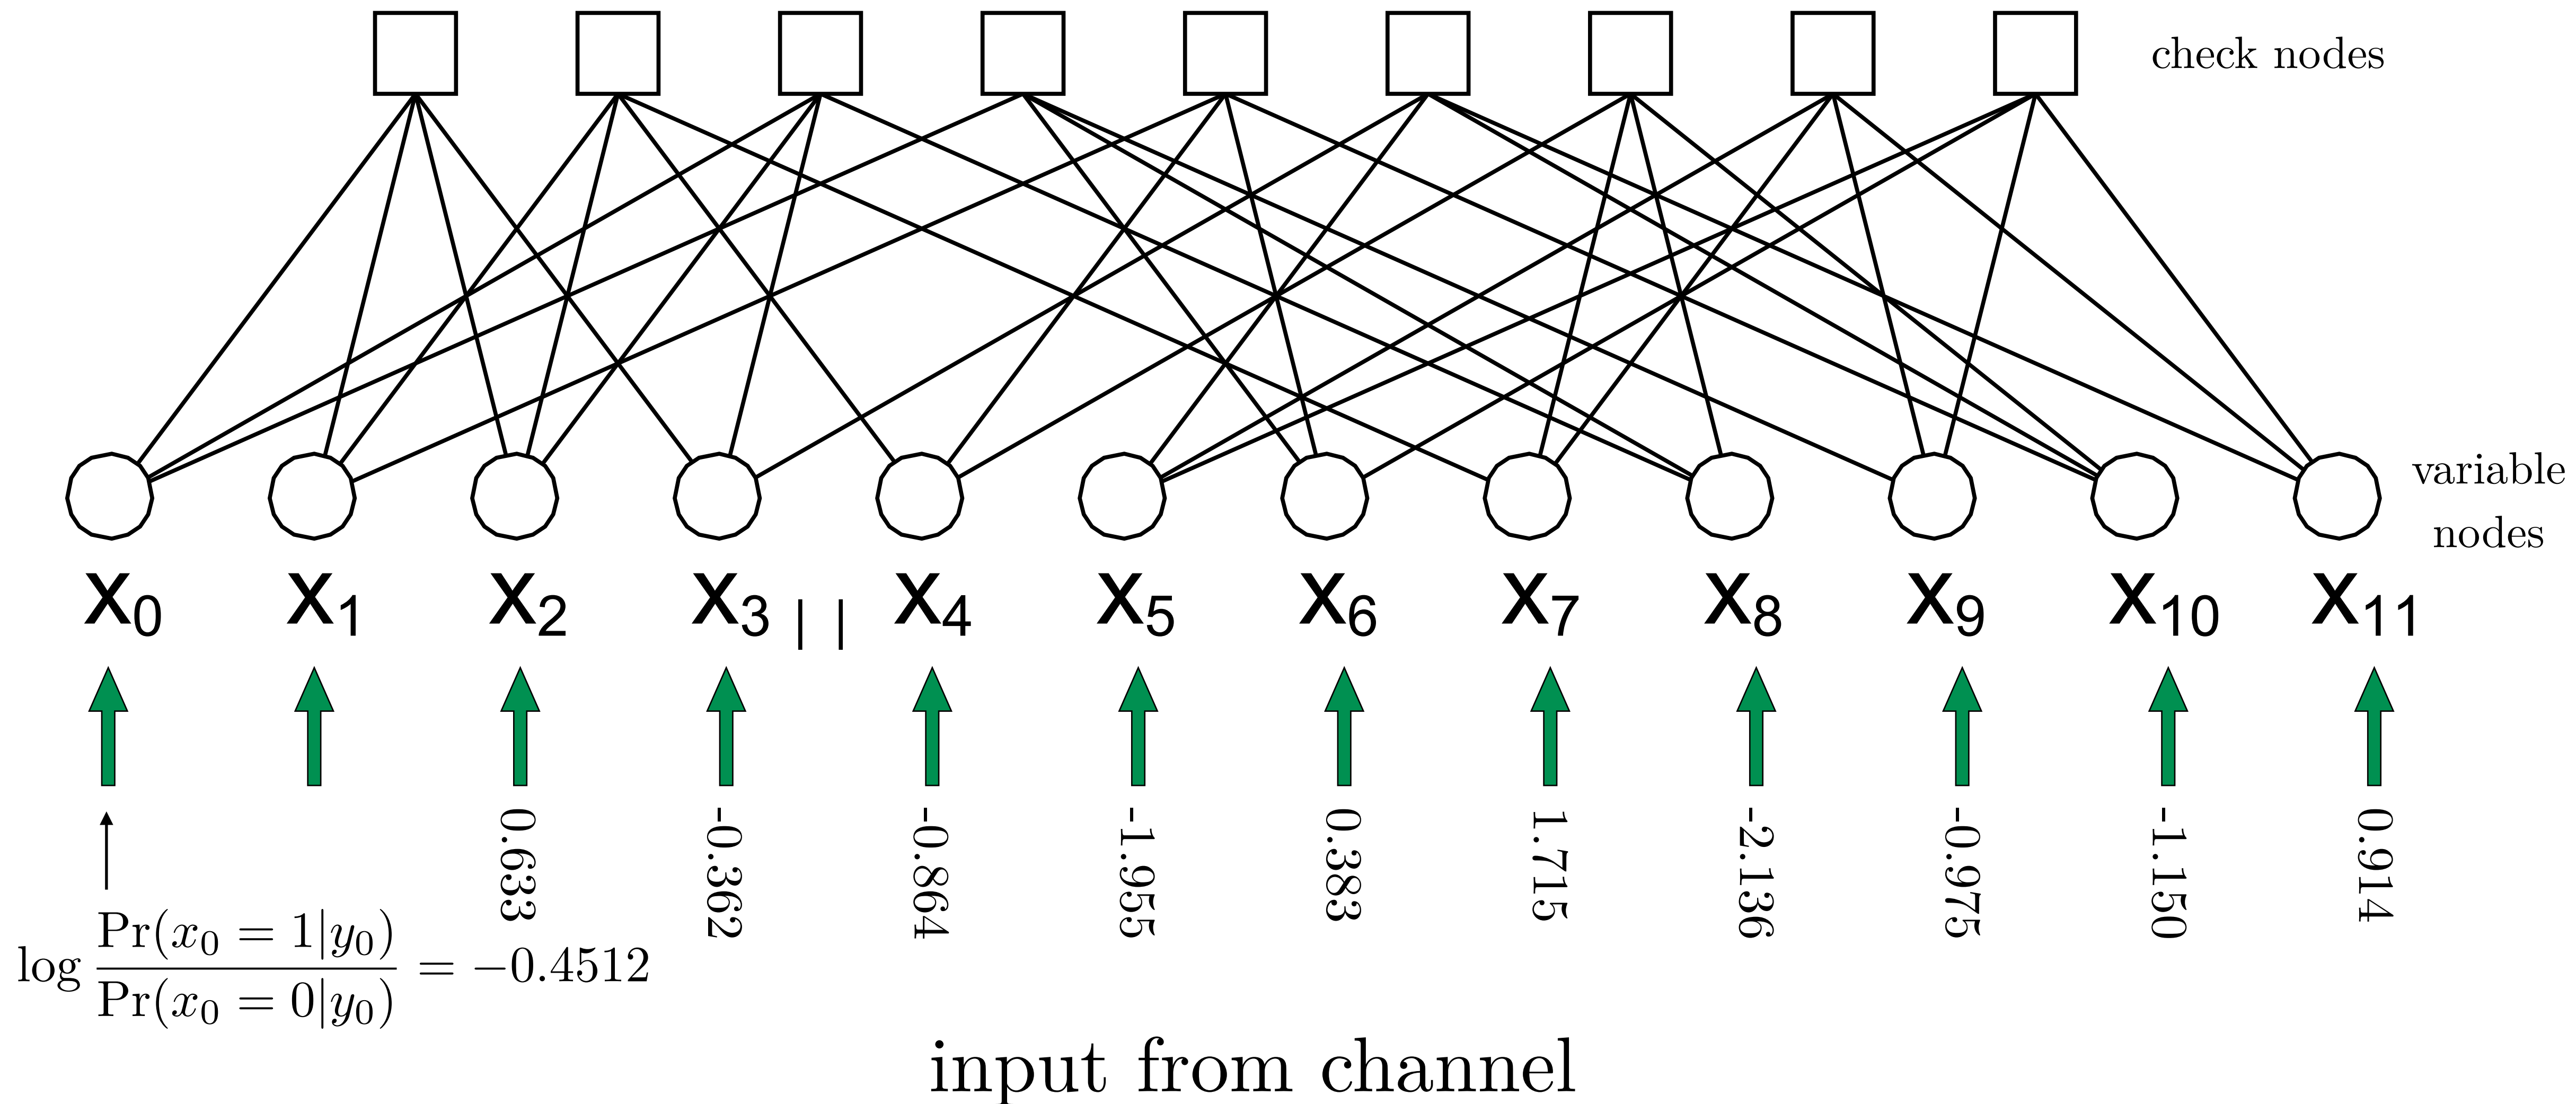 check nodes
variable
nodes
x₀ x₁ x₂ x₃ | | x₄ x₅ x₆ x₇ x₈ x₉ x₁₀ x₁₁
0.633 -0.362 -0.864 -1.955 0.383 1.715 -2.136 -0.975 -1.150 0.914
log Pr(x₀ = 1|y₀) / Pr(x₀ = 0|y₀) = −0.4512
input from channel